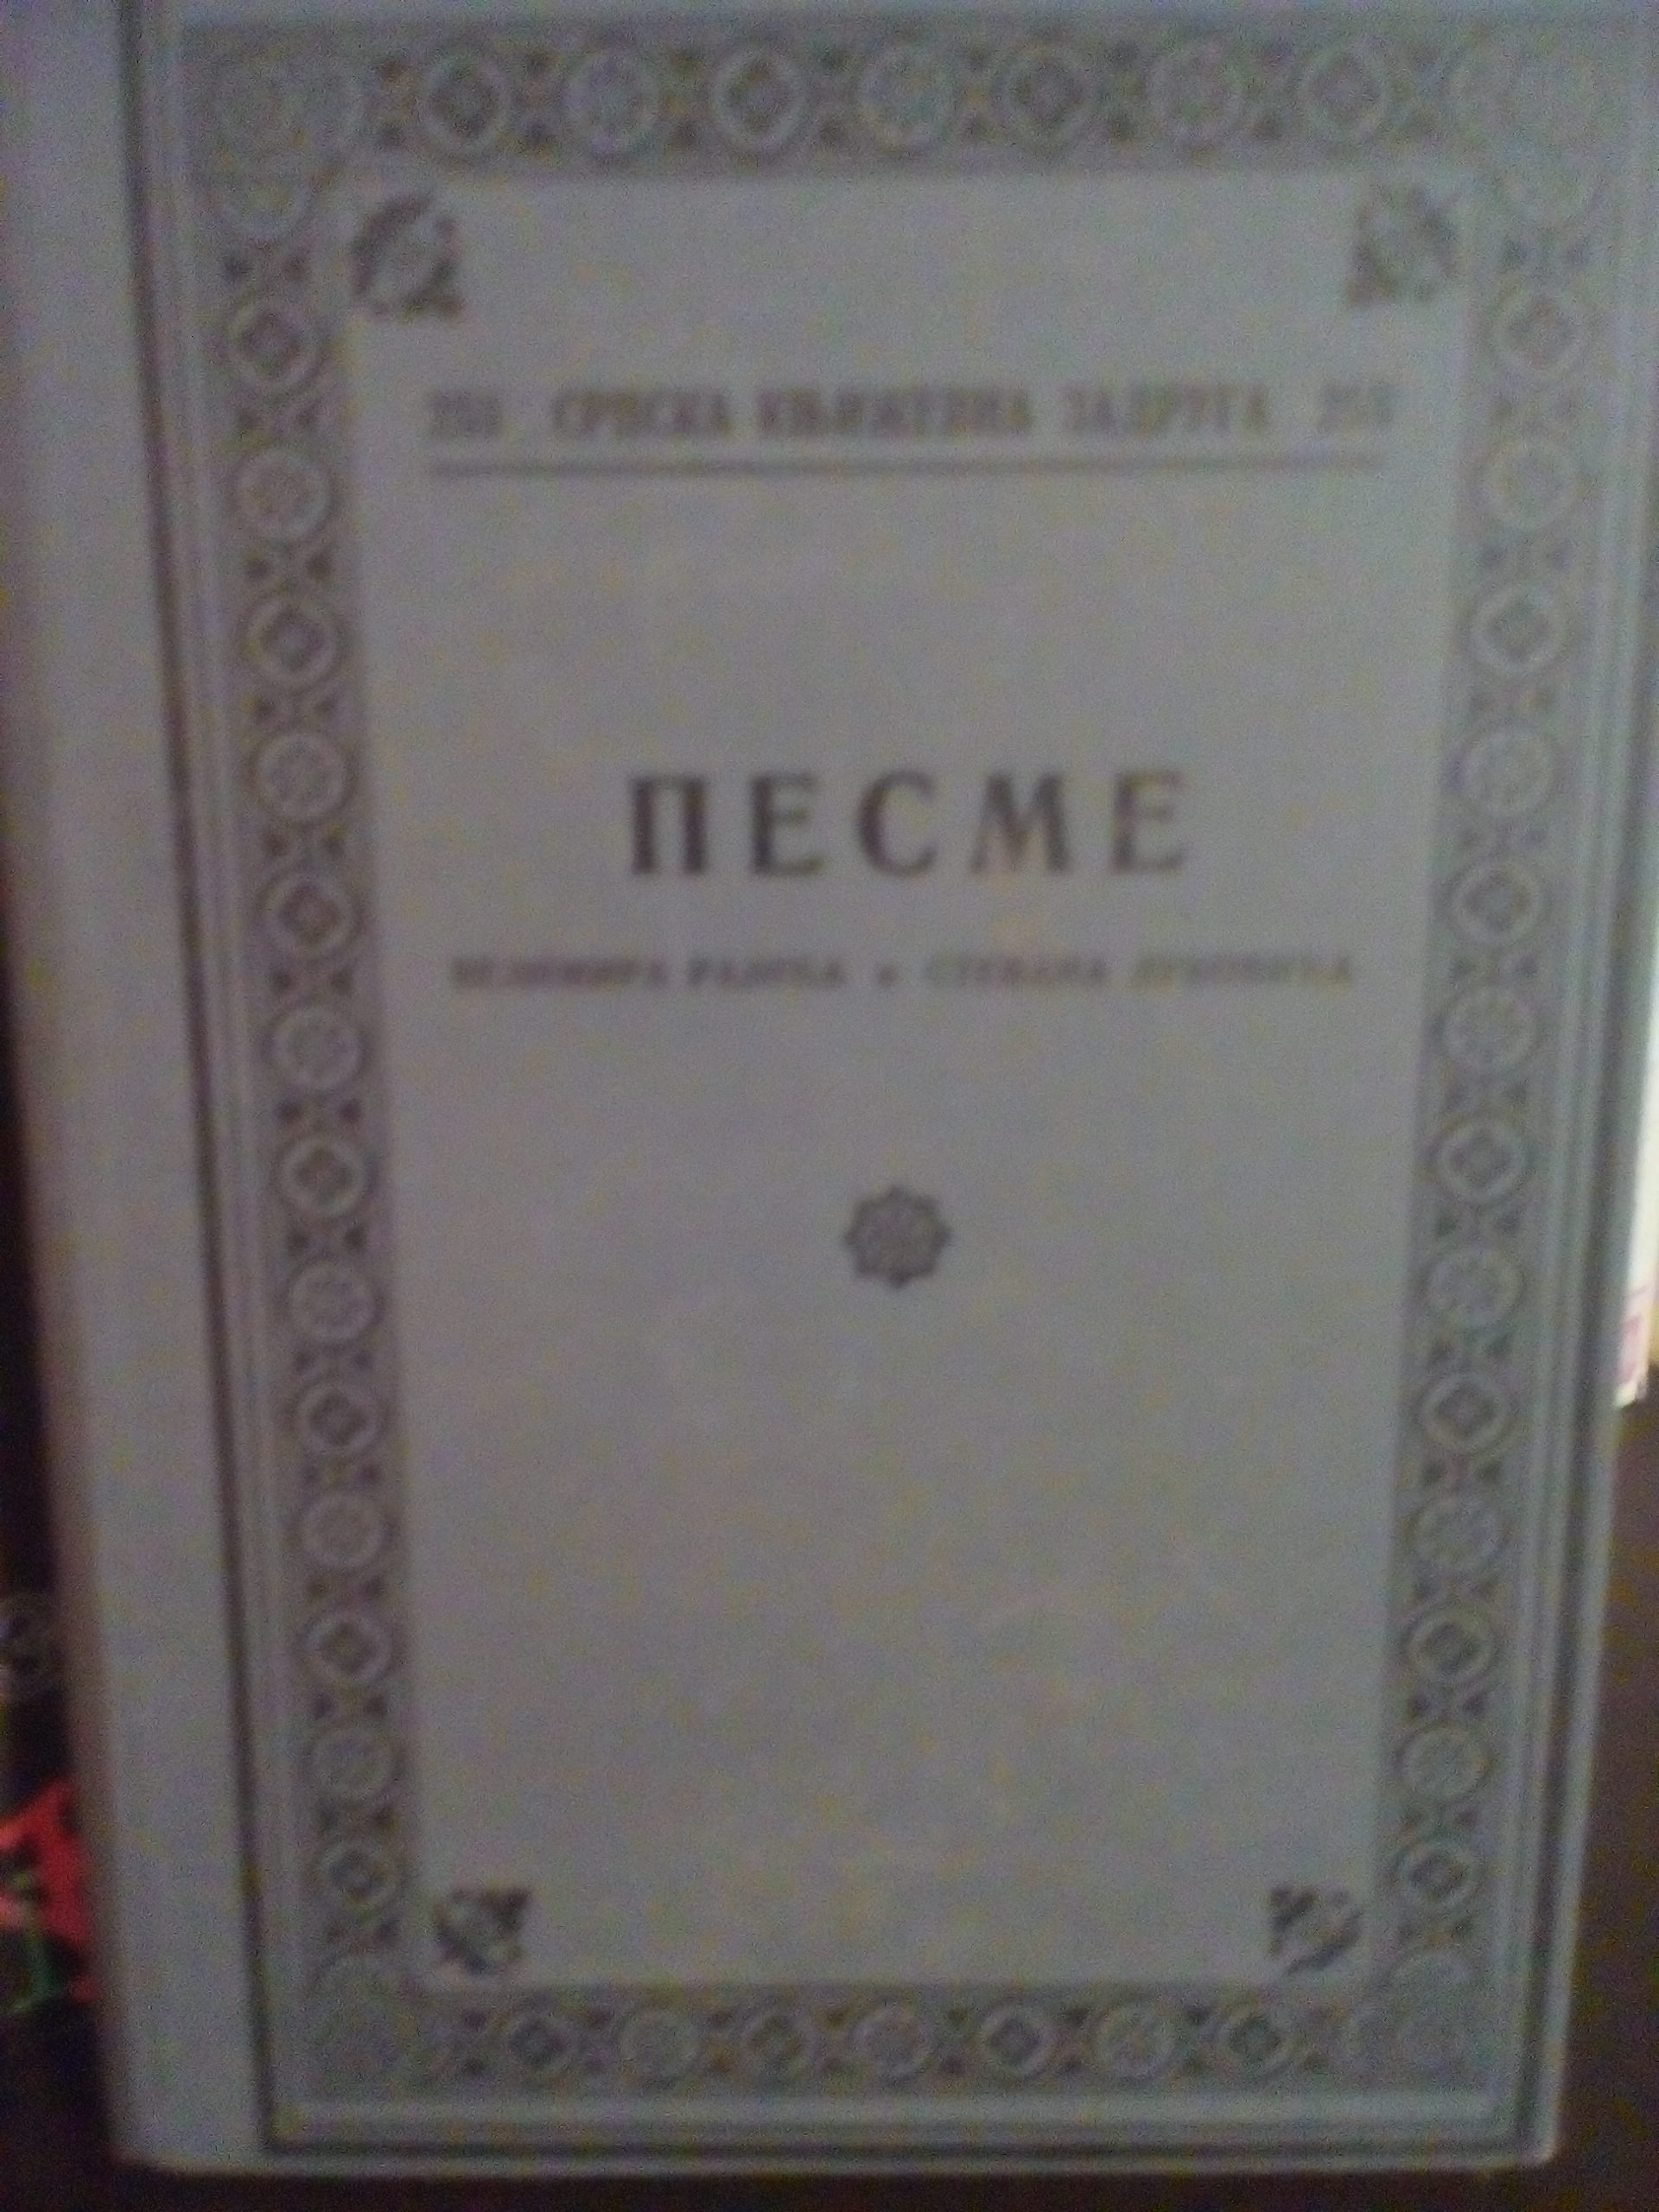 СРПСКА КЊИЖЕВНА ЗАДРУГА
ПЕСМЕ
ВЕЛИМИРА РАЈИЋА и СТЕВАНА ЛУКОВИЋА